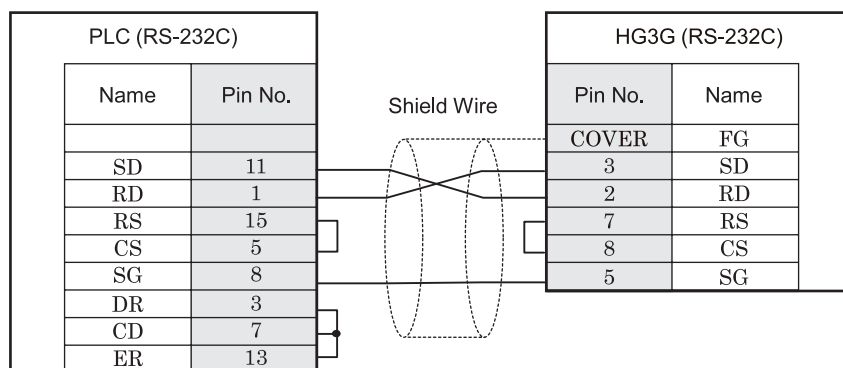 PLC (RS-232C)
Name Pin No.
SD 11
RD 1
RS 15
CS 5
SG 8
DR 3
CD 7
ER 13
Shield Wire
HG3G (RS-232C)
Pin No. Name
COVER FG
3 SD
2 RD
7 RS
8 CS
5 SG